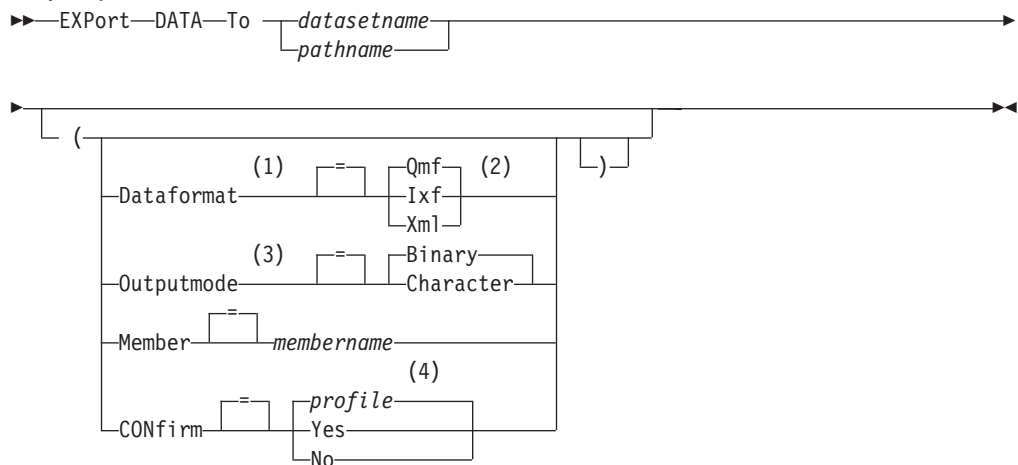 EXPort DATA To datasetname
pathname
(
)
(1) = Qmf (2)
Dataformat Ixf
Xml
(3) = Binary
Outputmode Character
=
Member membername
(4)
= profile
CONfirm Yes
No